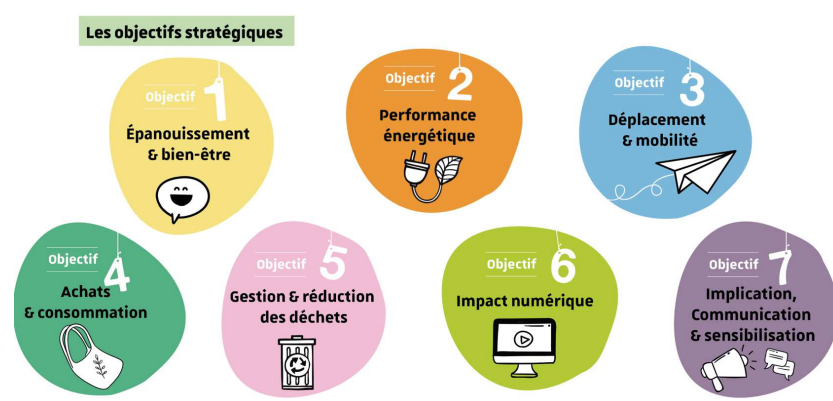 Les objectifs stratégiques
Objectif 1
Épanouissement
& bien-être
Objectif 2
Performance
énergétique
Objectif 3
Déplacement
& mobilité
Objectif 4
Achats
& consommation
Objectif 5
Gestion & réduction
des déchets
Objectif 6
Impact numérique
Objectif 7
Implication,
Communication
& sensibilisation